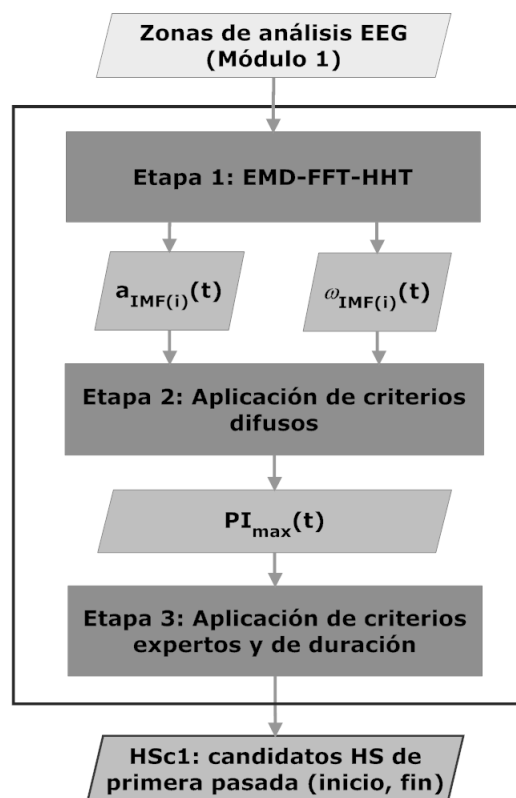 Zonas de análisis EEG
(Módulo 1)
Etapa 1: EMD-FFT-HHT
a_IMF(i)(t)
ω_IMF(i)(t)
Etapa 2: Aplicación de criterios
difusos
PI_max(t)
Etapa 3: Aplicación de criterios
expertos y de duración
HSc1: candidatos HS de
primera pasada (inicio, fin)